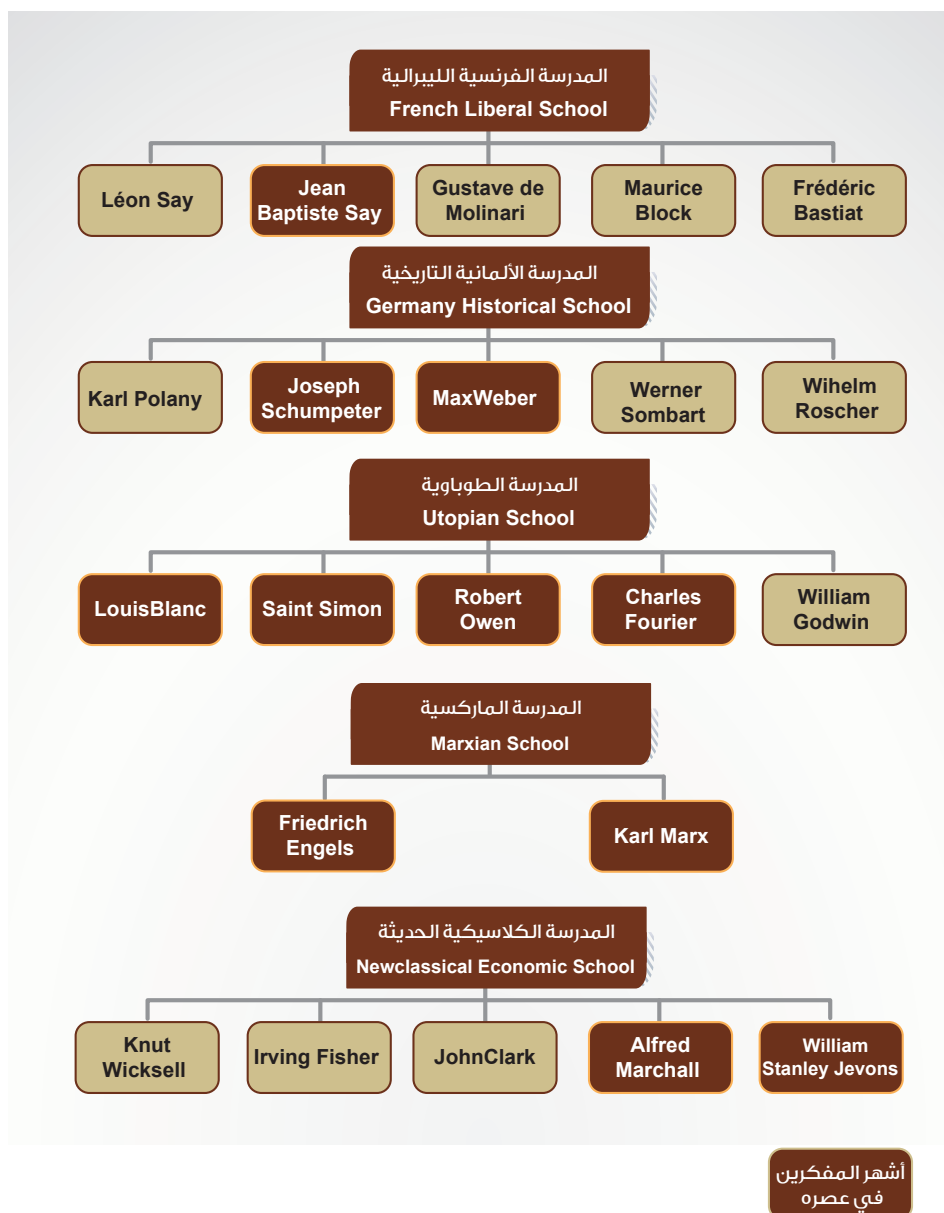 المدرسة الفرنسية الليبرالية
French Liberal School
Léon Say
Jean
Baptiste Say
Gustave de
Molinari
Maurice
Block
Frédéric
Bastiat
المدرسة الألمانية التاريخية
Germany Historical School
Karl Polany
Joseph
Schumpeter
MaxWeber
Werner
Sombart
Wihelm
Roscher
المدرسة الطوباوية
Utopian School
LouisBlanc
Saint Simon
Robert
Owen
Charles
Fourier
William
Godwin
المدرسة الماركسية
Marxian School
Friedrich
Engels
Karl Marx
المدرسة الكلاسيكية الحديثة
Newclassical Economic School
Knut
Wicksell
Irving Fisher
JohnClark
Alfred
Marchall
William
Stanley Jevons
أشهر المفكرين
في عصره